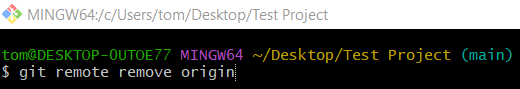 MINGW64:/c/Users/tom/Desktop/Test Project
tom@DESKTOP-OUTOE77 MINGW64 ~/Desktop/Test Project (main)
$ git remote remove origin